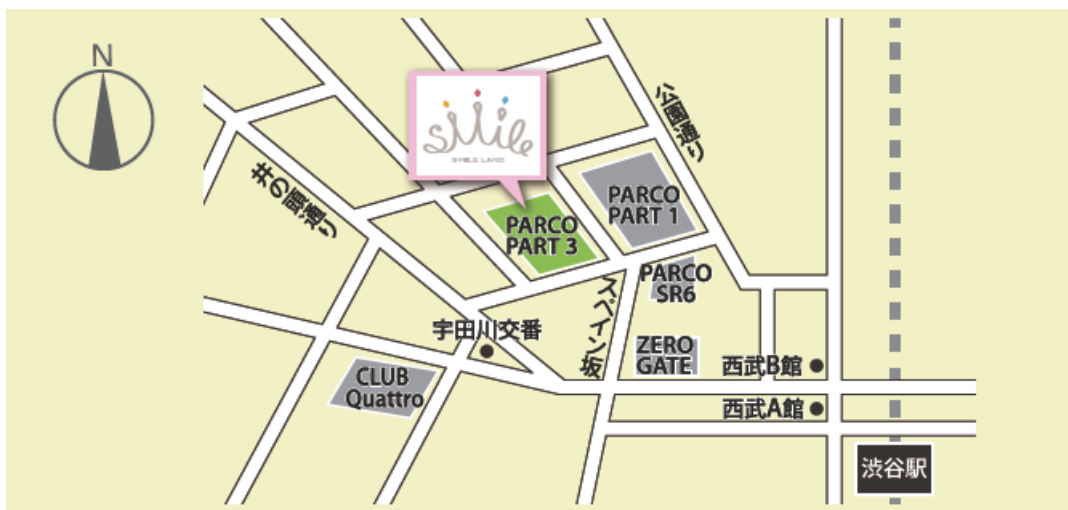 N
smile
SMILE LAND
公園通り
井の頭通り
PARCO
PART 1
PARCO
PART 3
PARCO
SR6
スペイン坂
宇田川交番
ZERO
GATE
西武B館
CLUB
Quattro
西武A館
渋谷駅